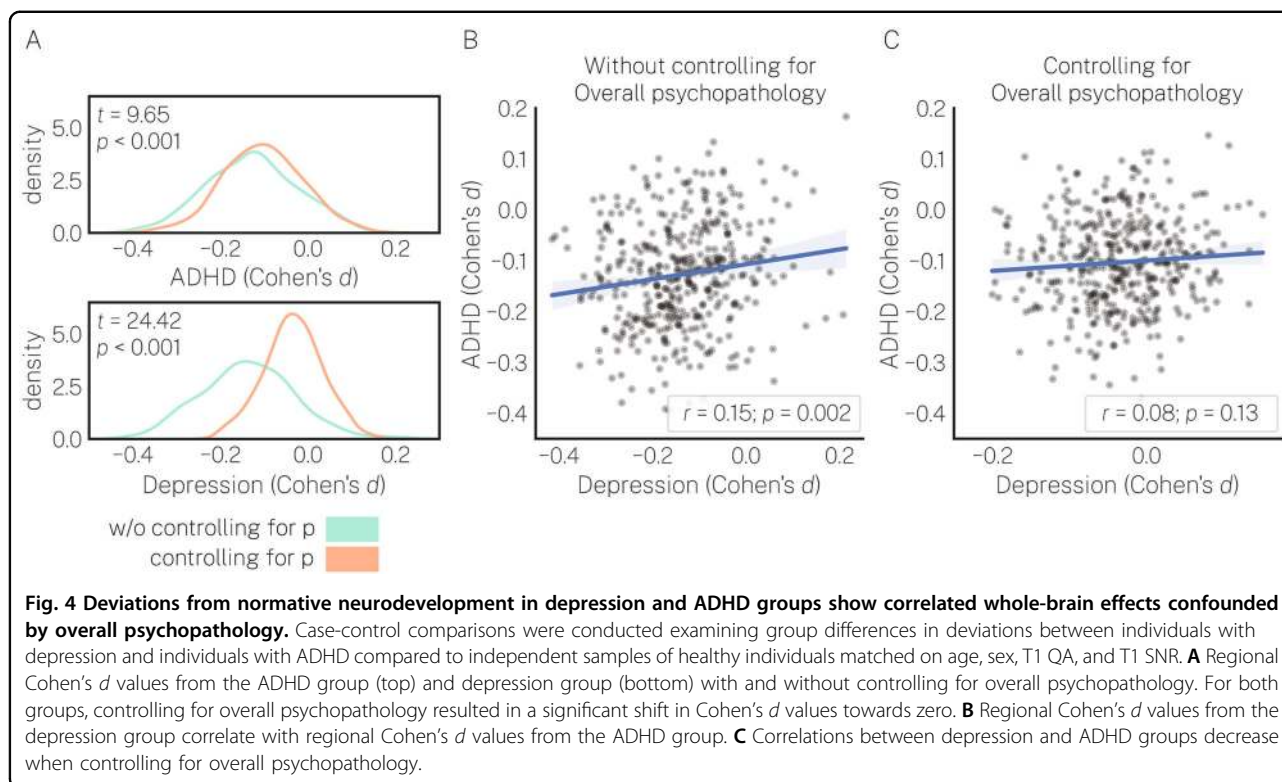 A
t = 9.65
p < 0.001
density
5.0
2.5
0.0
−0.4
−0.2
0.0
0.2
ADHD (Cohen's d)
t = 24.42
p < 0.001
density
5.0
2.5
0.0
−0.4
−0.2
0.0
0.2
Depression (Cohen's d)
w/o controlling for p
controlling for p
B
Without controlling for
Overall psychopathology
ADHD (Cohen's d)
0.2
0.1
0.0
−0.1
−0.2
−0.3
−0.4
r = 0.15; p = 0.002
−0.4
−0.2
0.0
0.2
Depression (Cohen's d)
C
Controlling for
Overall psychopathology
ADHD (Cohen's d)
0.2
0.1
0.0
−0.1
−0.2
−0.3
−0.4
r = 0.08; p = 0.13
−0.2
0.0
Depression (Cohen's d)
Fig. 4 Deviations from normative neurodevelopment in depression and ADHD groups show correlated whole-brain effects confounded
by overall psychopathology. Case-control comparisons were conducted examining group differences in deviations between individuals with
depression and individuals with ADHD compared to independent samples of healthy individuals matched on age, sex, T1 QA, and T1 SNR. A Regional
Cohen's d values from the ADHD group (top) and depression group (bottom) with and without controlling for overall psychopathology. For both
groups, controlling for overall psychopathology resulted in a significant shift in Cohen's d values towards zero. B Regional Cohen's d values from the
depression group correlate with regional Cohen's d values from the ADHD group. C Correlations between depression and ADHD groups decrease
when controlling for overall psychopathology.